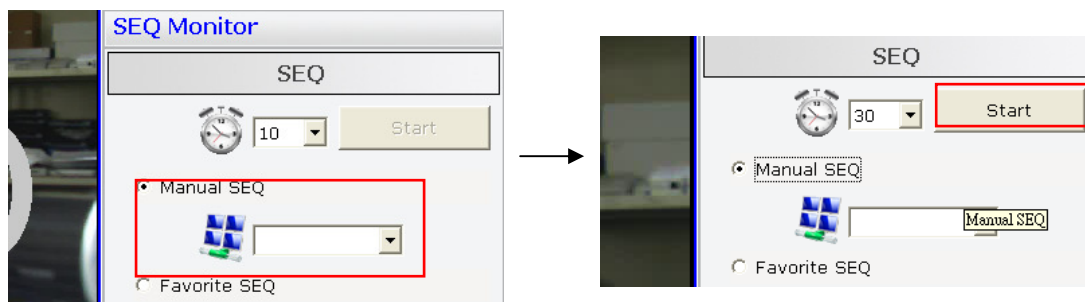 SEQ Monitor
SEQ
10 Start
Manual SEQ
Favorite SEQ
SEQ
30 Start
Manual SEQ
Manual SEQ
Favorite SEQ